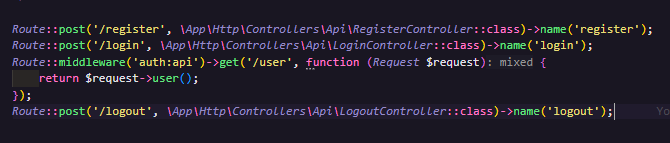 Route::post('/register', \App\Http\Controllers\Api\RegisterController::class)->name('register');
Route::post('/login', \App\Http\Controllers\Api\LoginController::class)->name('login');
Route::middleware('auth:api')->get('/user', function (Request $request): mixed {
    return $request->user();
});
Route::post('/logout', \App\Http\Controllers\Api\LogoutController::class)->name('logout');